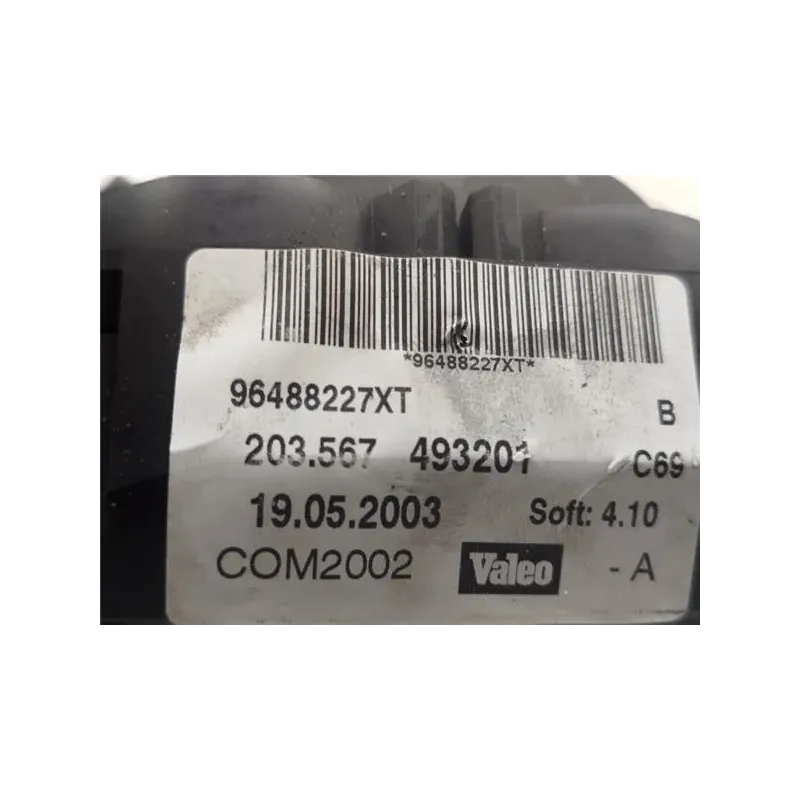 *96488227XT*
96488227XT B
203.567 493201 C69
19.05.2003 Soft: 4.10
COM2002 Valeo - A